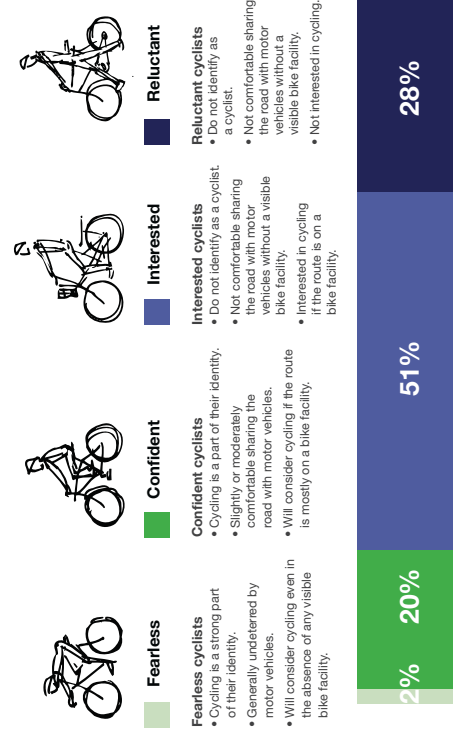 Fearless
Fearless cyclists
• Cycling is a strong part
of their identity.
• Generally undeterred by
motor vehicles.
• Will consider cycling even in
the absence of any visible
bike facility.
Confident
Confident cyclists
• Cycling is a part of their identity.
• Slightly or moderately
comfortable sharing the
road with motor vehicles.
• Will consider cycling if the route
is mostly on a bike facility.
Interested
Interested cyclists
• Do not identify as a cyclist.
• Not comfortable sharing
the road with motor
vehicles without a visible
bike facility.
• Interested in cycling
if the route is on a
bike facility.
Reluctant
Reluctant cyclists
• Do not identify as
a cyclist.
• Not comfortable sharing
the road with motor
vehicles without a
visible bike facility.
• Not interested in cycling.
2%
20%
51%
28%